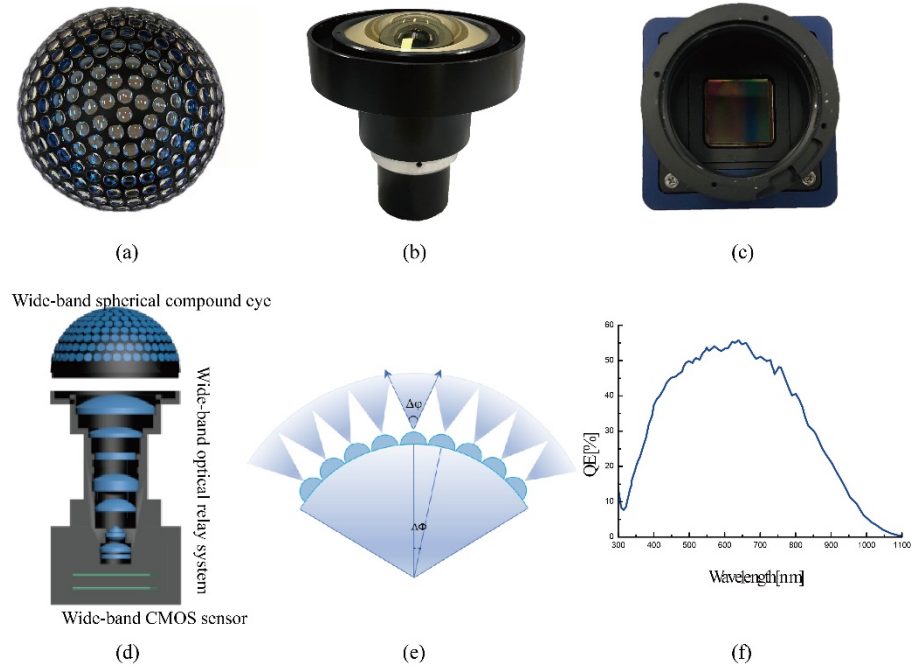 (a)
(b)
(c)
Wide-band spherical compound eye
Wide-band optical relay system
Wide-band CMOS sensor
(d)
Δφ
ΔΦ
(e)
60
50
40
30
20
10
0
QE[%]
300 400 500 600 700 800 900 1000 1100
Wavelength[nm]
(f)